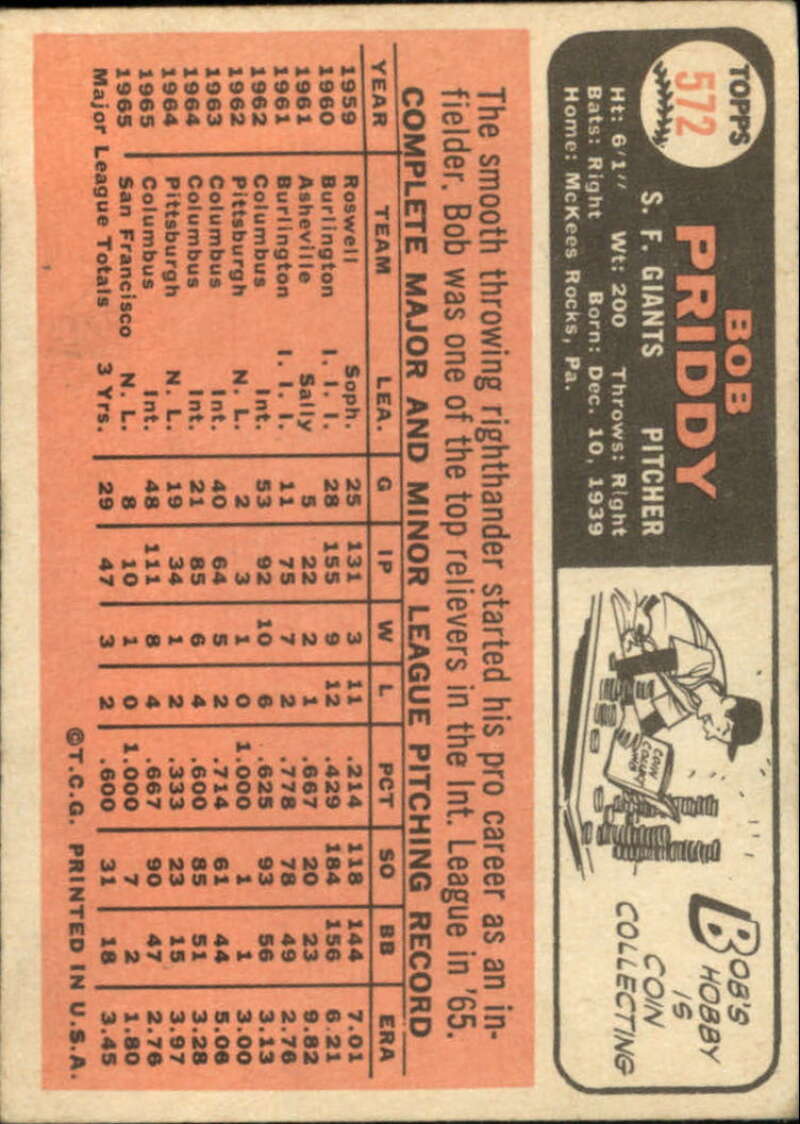 TOPPS
572
BOB
PRIDDY
S. F. GIANTS PITCHER
Ht: 6'1" Wt: 200 Throws: Right
Bats: Right Born: Dec. 10, 1939
Home: McKees Rocks, Pa.
COIN
COLLECT
BOB'S
HOBBY
IS
COIN
COLLECTING
The smooth throwing righthander started his pro career as an in-
fielder. Bob was one of the top relievers in the Int. League in '65.
COMPLETE MAJOR AND MINOR LEAGUE PITCHING RECORD
YEAR TEAM LEA. G IP W L PCT SO BB ERA
1959 Roswell Soph. 25 131 3 11 .214 118 144 7.01
1960 Burlington I. I. I. 28 155 9 12 .429 184 156 6.21
1961 Asheville Sally 5 22 2 1 .667 20 23 9.82
1961 Burlington I. I. I. 11 75 7 2 .778 78 49 2.76
1962 Columbus Int. 53 92 10 6 .625 93 56 3.13
1962 Pittsburgh N. L. 2 3 1 0 1.000 1 1 3.00
1963 Columbus Int. 40 64 5 2 .714 61 44 5.06
1964 Columbus Int. 21 85 6 4 .600 85 51 3.28
1964 Pittsburgh N. L. 19 34 1 2 .333 23 15 3.97
1965 Columbus Int. 48 111 8 4 .667 90 47 2.76
1965 San Francisco N. L. 8 10 1 0 1.000 7 2 1.80
Major League Totals 3 Yrs. 29 47 3 2 .600 31 18 3.45
©T.C.G. PRINTED IN U.S.A.